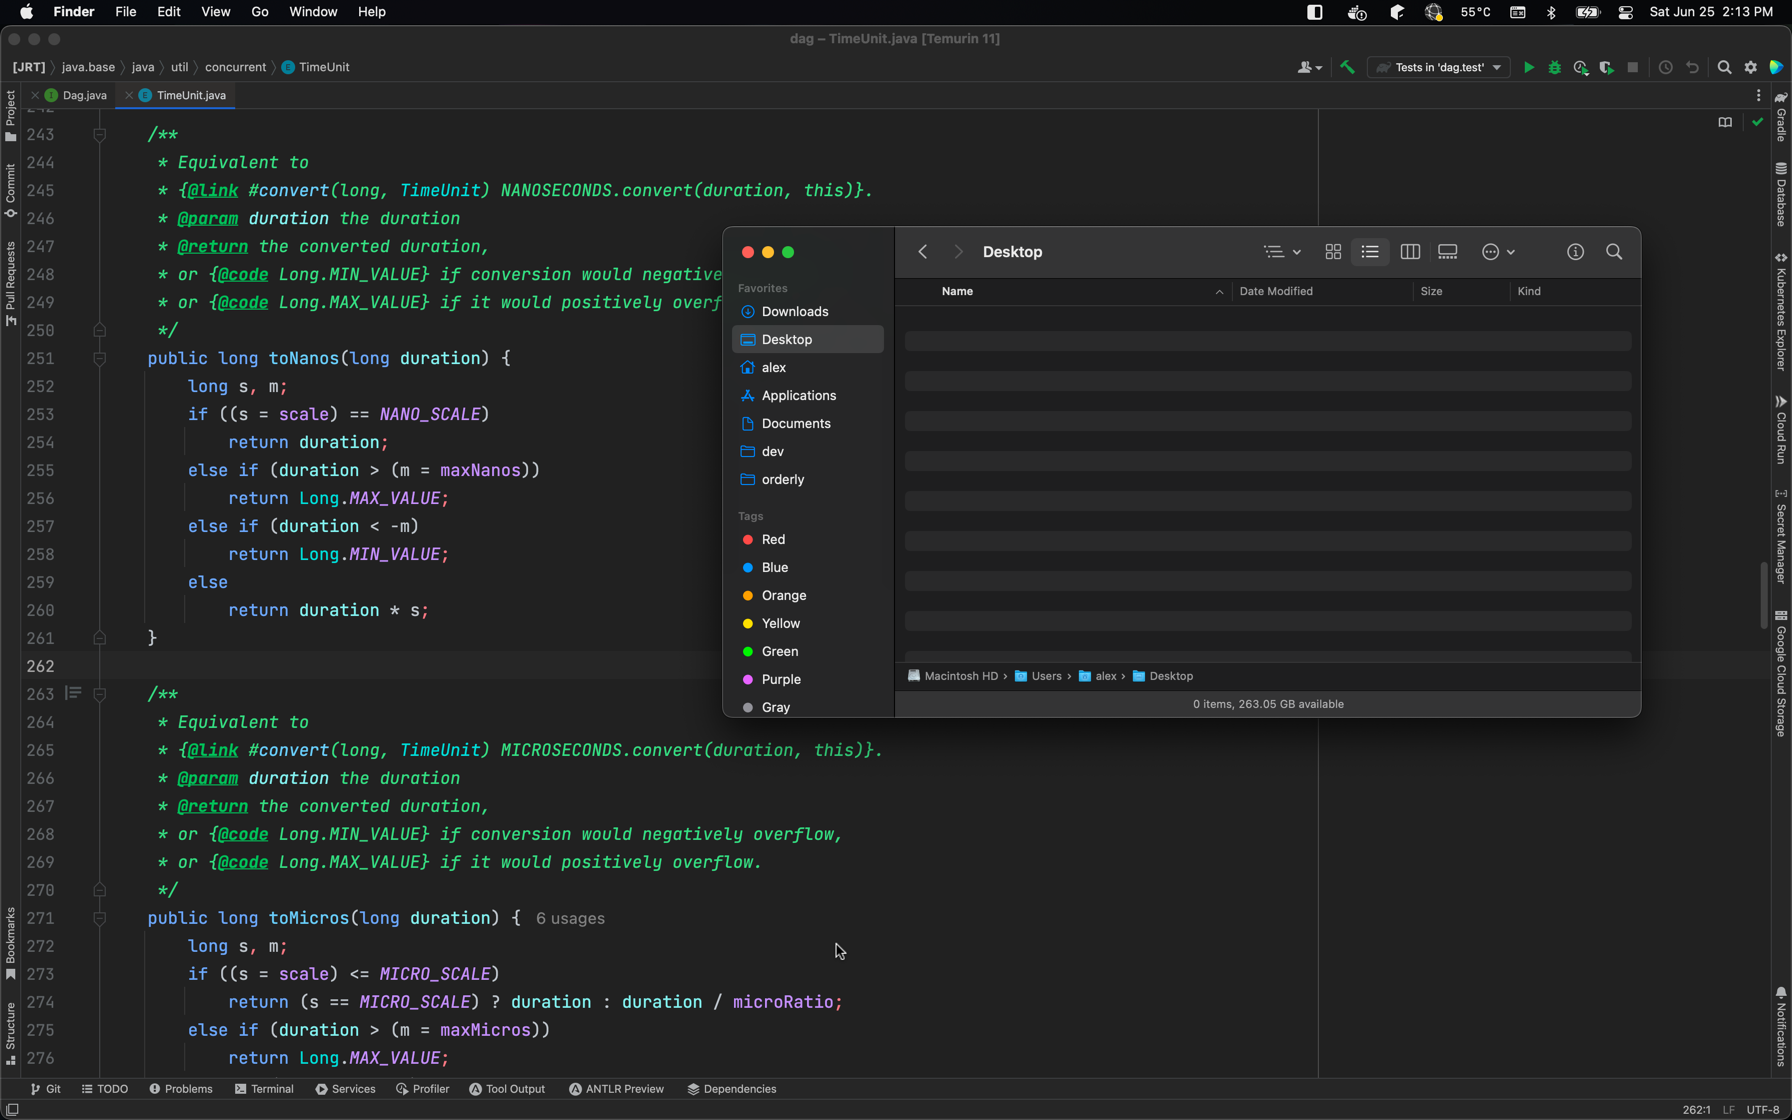 Finder File Edit View Go Window Help 55°C Sat Jun 25 2:13 PM
dag – TimeUnit.java [Temurin 11]
[JRT] java.base java util concurrent TimeUnit Tests in 'dag.test'
Dag.java TimeUnit.java
243 /**
244 * Equivalent to
245 * {@link #convert(long, TimeUnit) NANOSECONDS.convert(duration, this)}.
246 * @param duration the duration
247 * @return the converted duration,
248 * or {@code Long.MIN_VALUE} if conversion would negative
249 * or {@code Long.MAX_VALUE} if it would positively overf
250 */
251 public long toNanos(long duration) {
252 long s, m;
253 if ((s = scale) == NANO_SCALE)
254 return duration;
255 else if (duration > (m = maxNanos))
256 return Long.MAX_VALUE;
257 else if (duration < -m)
258 return Long.MIN_VALUE;
259 else
260 return duration * s;
261 }
262
263 /**
264 * Equivalent to
265 * {@link #convert(long, TimeUnit) MICROSECONDS.convert(duration, this)}.
266 * @param duration the duration
267 * @return the converted duration,
268 * or {@code Long.MIN_VALUE} if conversion would negatively overflow,
269 * or {@code Long.MAX_VALUE} if it would positively overflow.
270 */
271 public long toMicros(long duration) { 6 usages
272 long s, m;
273 if ((s = scale) <= MICRO_SCALE)
274 return (s == MICRO_SCALE) ? duration : duration / microRatio;
275 else if (duration > (m = maxMicros))
276 return Long.MAX_VALUE;
Project
Commit
Pull Requests
Bookmarks
Structure
Desktop
Name Date Modified Size Kind
Favorites
Downloads
Desktop
alex
Applications
Documents
dev
orderly
Tags
Red
Blue
Orange
Yellow
Green
Purple
Gray
Macintosh HD › Users › alex › Desktop
0 items, 263.05 GB available
Gradle
Database
Kubernetes Explorer
Cloud Run
Secret Manager
Google Cloud Storage
Notifications
Git TODO Problems Terminal Services Profiler Tool Output ANTLR Preview Dependencies
262:1 LF UTF-8